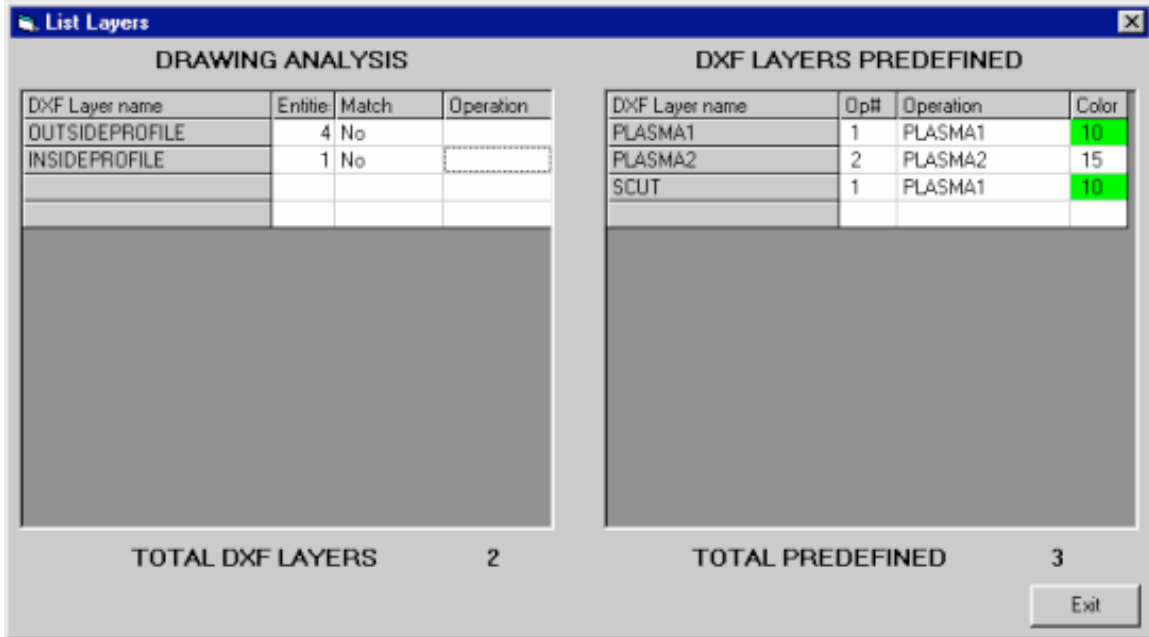 List Layers
DRAWING ANALYSIS
DXF Layer name Entitie: Match Operation
OUTSIDEPROFILE 4 No
INSIDEPROFILE 1 No
TOTAL DXF LAYERS 2
DXF LAYERS PREDEFINED
DXF Layer name Op# Operation Color
PLASMA1 1 PLASMA1 10
PLASMA2 2 PLASMA2 15
SCUT 1 PLASMA1 10
TOTAL PREDEFINED 3
Exit